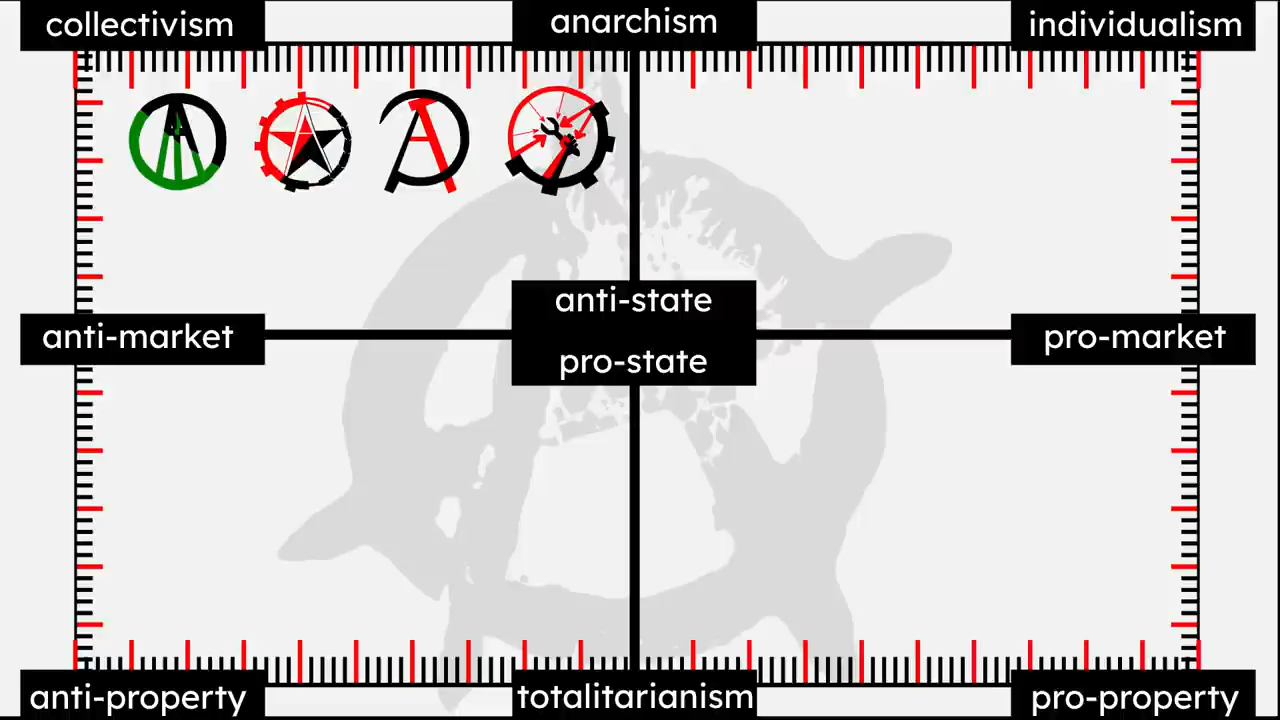 collectivism
anarchism
individualism
anti-state
anti-market
pro-market
pro-state
anti-property
totalitarianism
pro-property